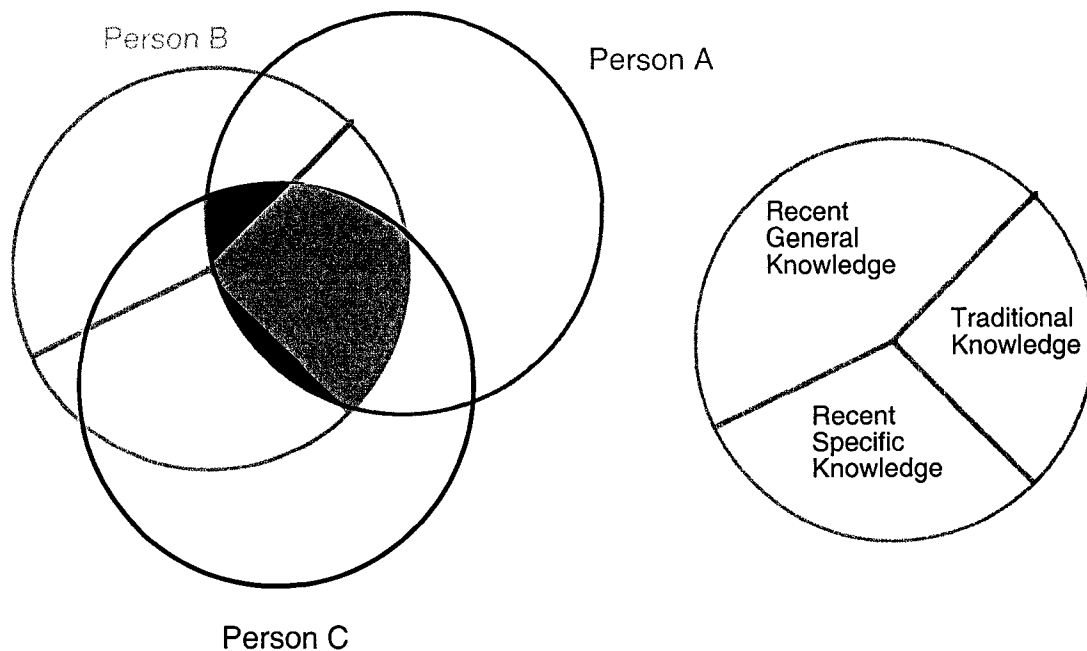 Person B
Person A
Recent
General
Knowledge
Traditional
Knowledge
Recent
Specific
Knowledge
Person C